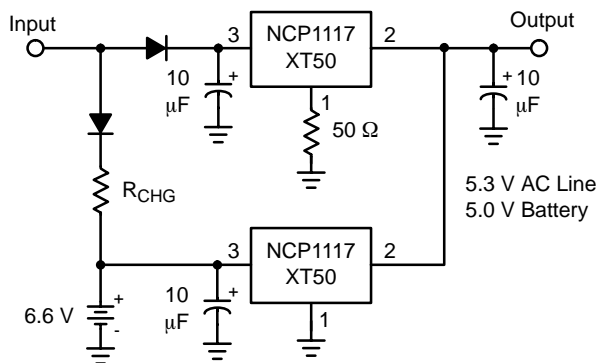 Input
Output
3
NCP1117
XT50
2
10
µF
+
1
50 Ω
+
10
µF
5.3 V AC Line
5.0 V Battery
RCHG
3
NCP1117
XT50
2
6.6 V
+
-
10
µF
+
1